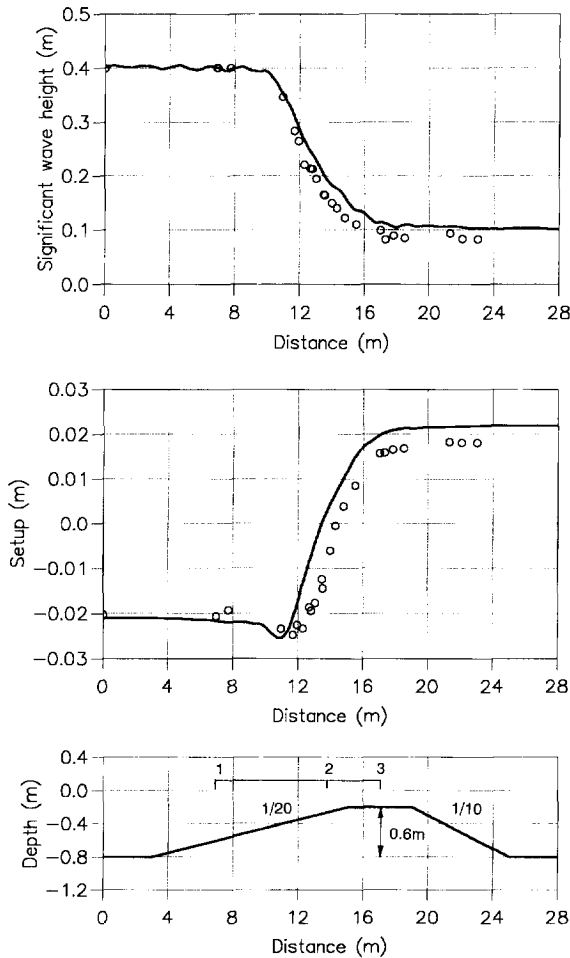 0.5
0.4
0.3
0.2
0.1
0.0
Significant wave height (m)
0 4 8 12 16 20 24 28
Distance (m)
0.03
0.02
0.01
0.0
−0.01
−0.02
−0.03
Setup (m)
0 4 8 12 16 20 24 28
Distance (m)
0.4
0.0
−0.4
−0.8
−1.2
Depth (m)
1 2 3
1/20 1/10
0.6m
0 4 8 12 16 20 24 28
Distance (m)